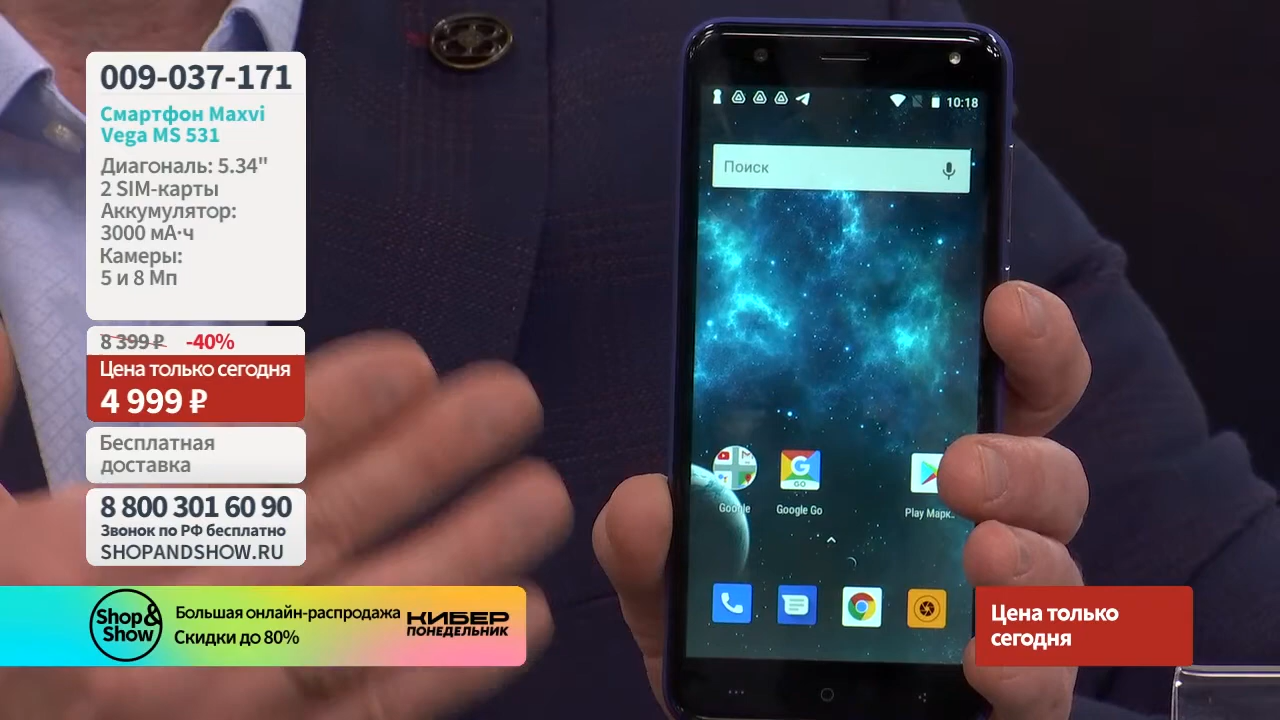 009-037-171
Смартфон Maxvi
Vega MS 531
Диагональ: 5.34"
2 SIM-карты
Аккумулятор:
3000 мА·ч
Камеры:
5 и 8 Мп
8 399 ₽ -40%
Цена только сегодня
4 999 ₽
Бесплатная
доставка
8 800 301 60 90
Звонок по РФ бесплатно
SHOPANDSHOW.RU
Shop&
Show
Большая онлайн-распродажа
Скидки до 80%
КИБЕР
ПОНЕДЕЛЬНИК
10:18
Поиск
GO
Google
Google Go
Play Марк..
Цена только
сегодня